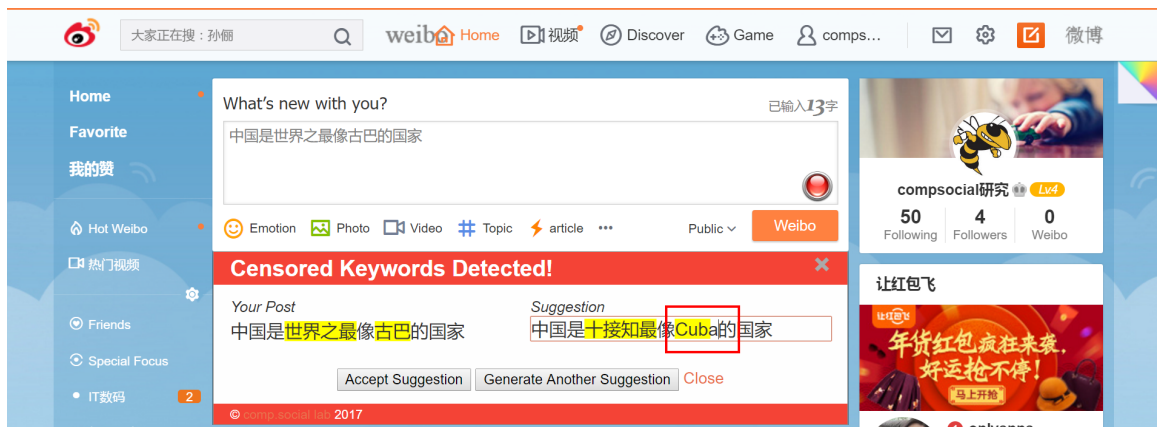 大家正在搜：孙俪
weibo Home 视频 Discover Game comps... 微博
Home
Favorite
我的赞
Hot Weibo
热门视频
Friends
Special Focus
IT数码 2
What's new with you? 已输入13字
中国是世界之最像古巴的国家
Emotion Photo Video Topic article ••• Public Weibo
Censored Keywords Detected!
Your Post
中国是世界之最像古巴的国家
Suggestion
中国是十接知最像Cuba的国家
Accept Suggestion Generate Another Suggestion Close
© comp.social lab 2017
compsocial研究 Lv4
50 4 0
Following Followers Weibo
让红包飞
让红包飞
年货红包疯狂来袭,
好运抢不停!
马上开抢